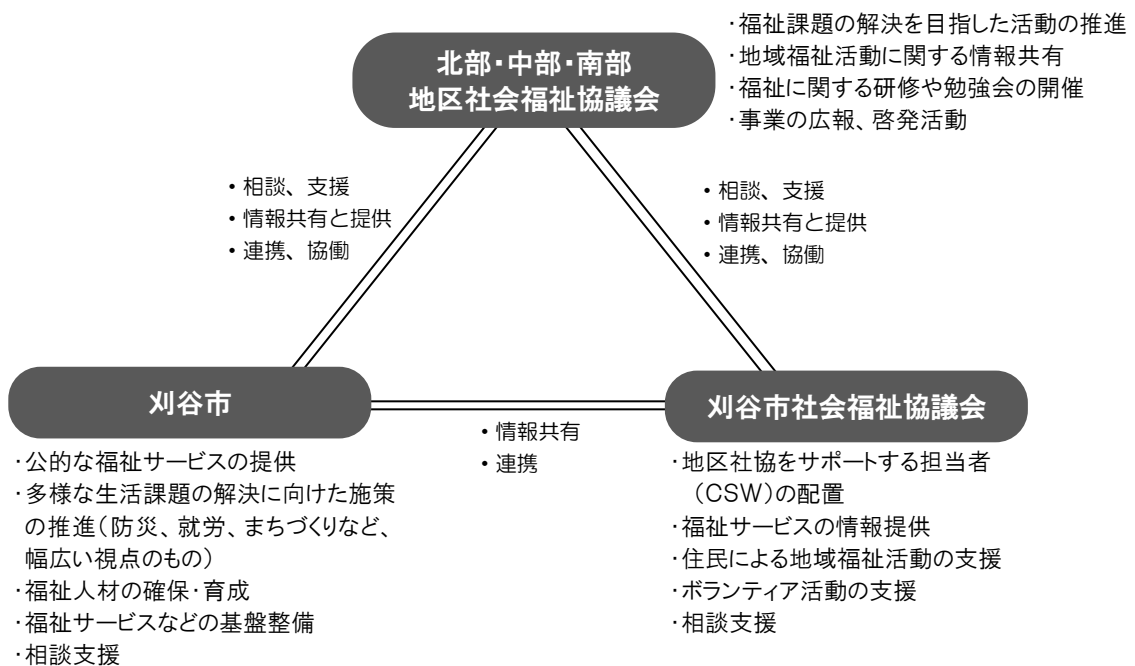 北部・中部・南部
地区社会福祉協議会
・福祉課題の解決を目指した活動の推進
・地域福祉活動に関する情報共有
・福祉に関する研修や勉強会の開催
・事業の広報、啓発活動
・相談、支援
・情報共有と提供
・連携、協働
・相談、支援
・情報共有と提供
・連携、協働
刈谷市
・情報共有
・連携
刈谷市社会福祉協議会
・公的な福祉サービスの提供
・多様な生活課題の解決に向けた施策
の推進(防災、就労、まちづくりなど、
幅広い視点のもの)
・福祉人材の確保・育成
・福祉サービスなどの基盤整備
・相談支援
・地区社協をサポートする担当者
(CSW)の配置
・福祉サービスの情報提供
・住民による地域福祉活動の支援
・ボランティア活動の支援
・相談支援